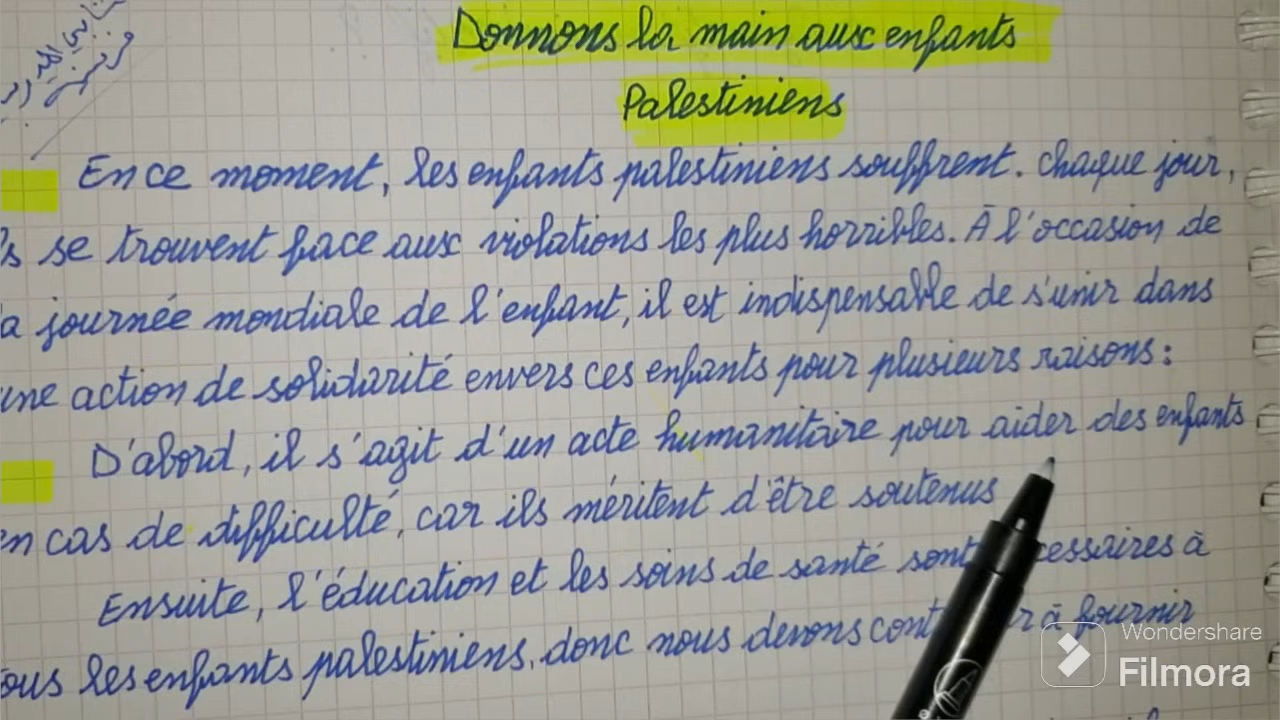 Donnons la main aux enfants
Palestiniens
En ce moment, les enfants palestiniens souffrent. chaque jour,
se trouvent face aux violations les plus horribles. À l'occasion de
journée mondiale de l'enfant, il est indispensable de s'unir dans
action de solidarité envers ces enfants pour plusieurs raisons:
D'abord, il s'agit d'un acte humanitaire pour aider des enfants
en cas de difficulté, car ils méritent d'être soutenus
Ensuite, l'éducation et les soins de santé sont cessaires à
les enfants palestiniens, donc nous devons à fournir
Wondershare
Filmora